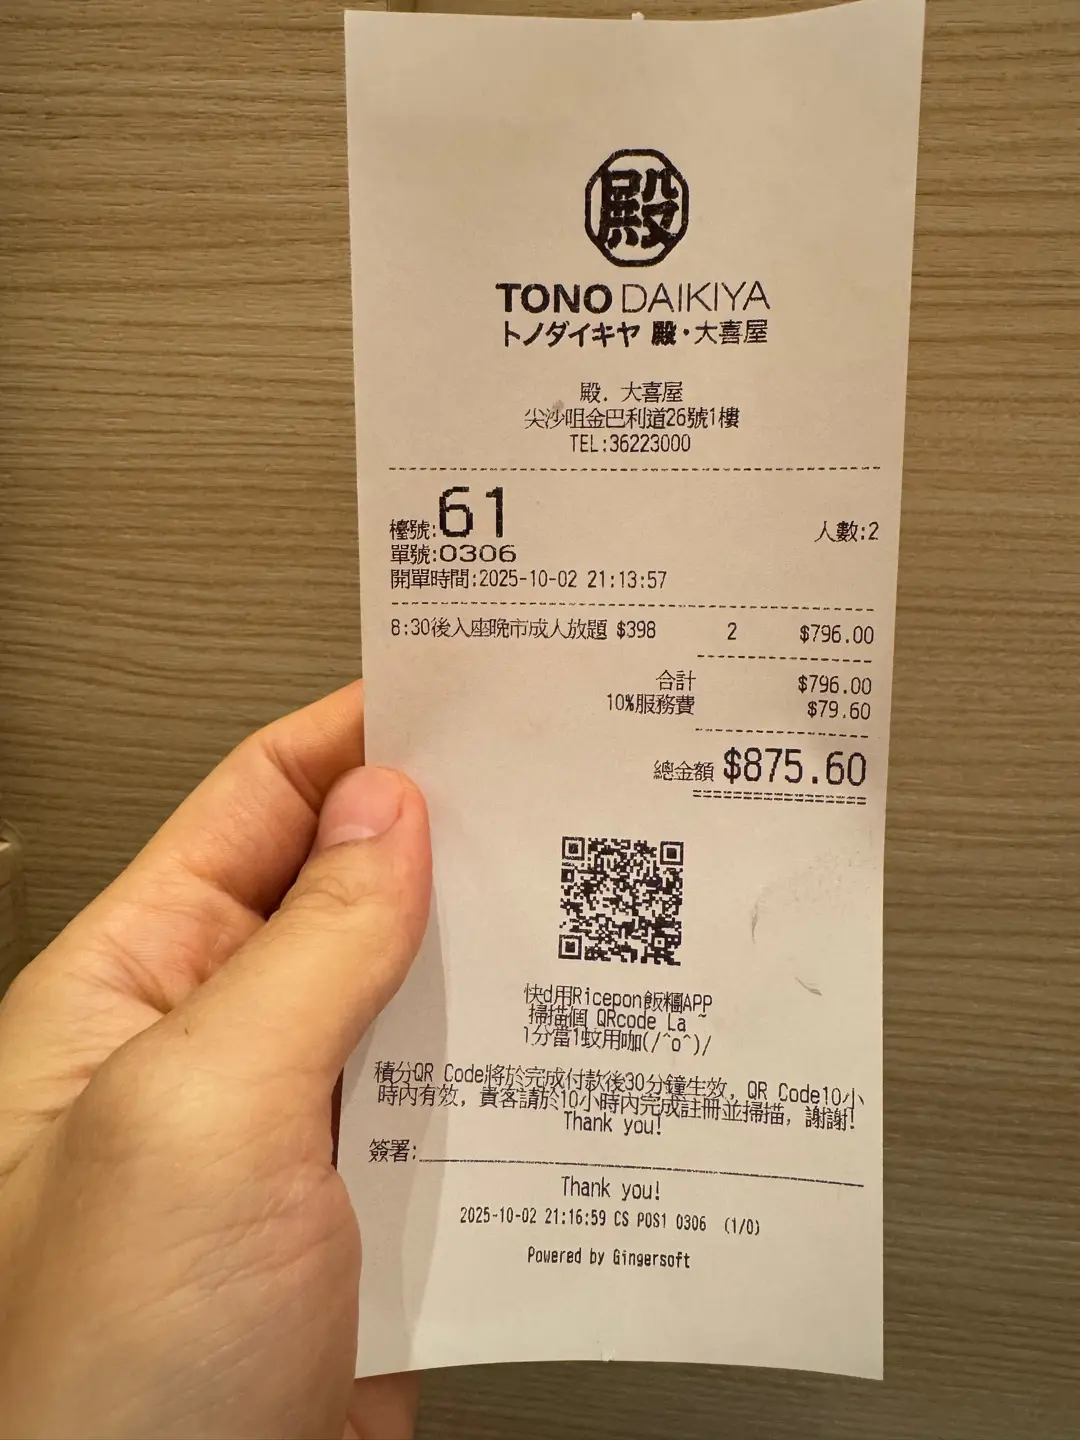 殿
TONO DAIKIYA
トノダイキヤ 殿・大喜屋
殿. 大喜屋
尖沙咀金巴利道26號1樓
TEL:36223000
檯號:61 人數:2
單號:0306
開單時間:2025-10-02 21:13:57
8:30後入座晚市成人放題 $398 2 $796.00
合計 $796.00
10%服務費 $79.60
總金額 $875.60
快d用Ricepon飯糰APP
掃描個 QRcode La ~
1分當1蚊用咖(/^o^)/
積分QR Code將於完成付款後30分鐘生效, QR Code10小
時內有效, 貴客請於10小時內完成註冊並掃描, 謝謝!
Thank you!
簽署:
Thank you!
2025-10-02 21:16:59 CS POS1 0306 (1/0)
Powered by Gingersoft